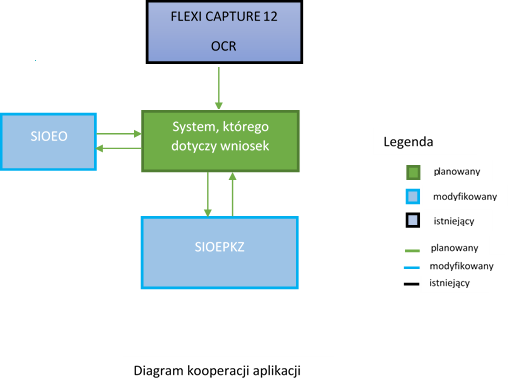 FLEXI CAPTURE 12
OCR
System, którego
dotyczy wniosek
SIOEO
SIOEPKZ
Legenda
planowany
modyfikowany
istniejący
planowany
modyfikowany
istniejący
Diagram kooperacji aplikacji